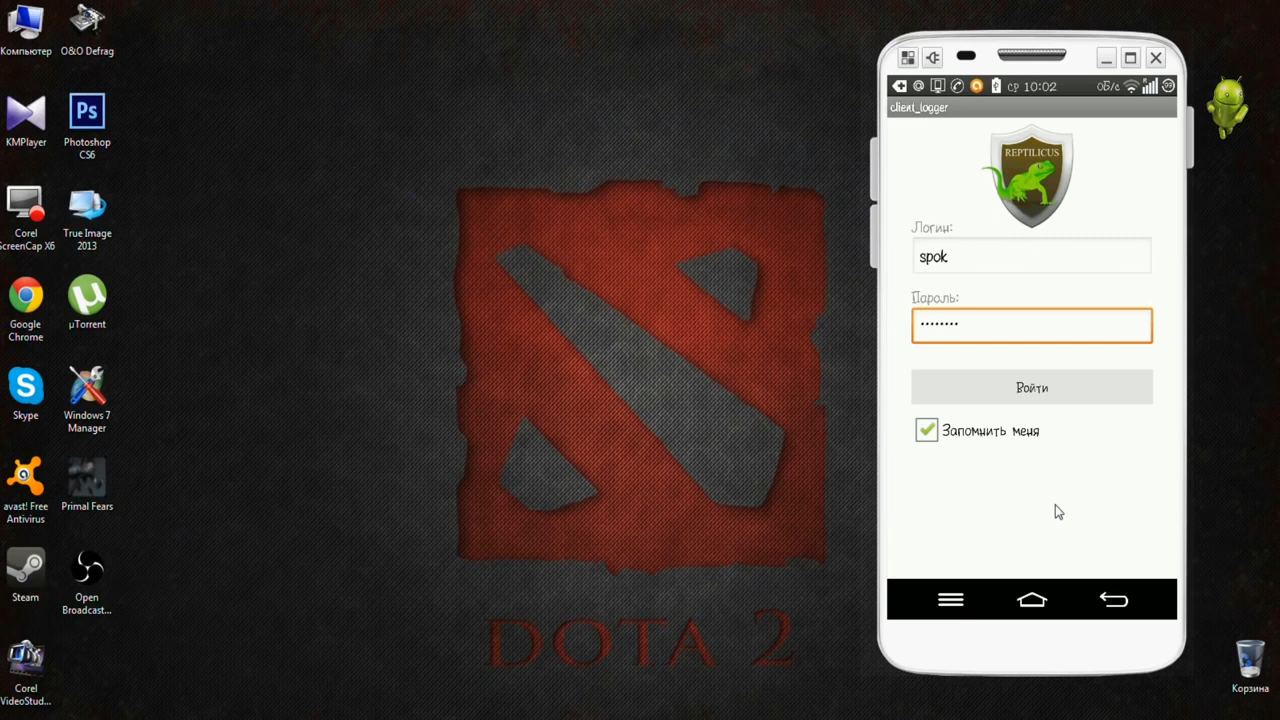 Компьютер
O&O Defrag
KMPlayer
Photoshop
CS6
Corel
ScreenCap X6
True Image
2013
Google
Chrome
µTorrent
Skype
Windows 7
Manager
avast! Free
Antivirus
Primal Fears
Steam
Open
Broadcast...
Corel
VideoStud...
Ps
DOTA 2
ср 10:02
0Б/с
client_logger
REPTILICUS
Логин:
spok
Пароль:
••••••••
Войти
Запомнить меня
Корзина